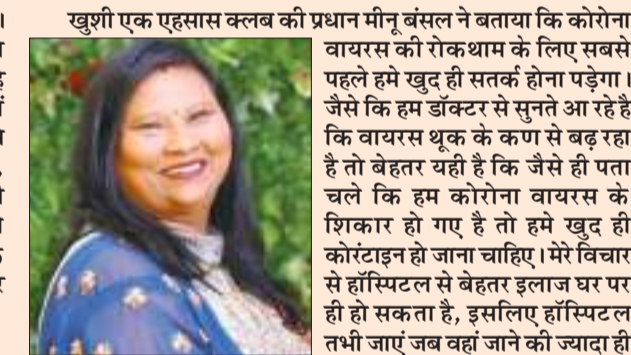 खुशी एक एहसास क्लब की प्रधान मीनू बंसल ने बताया कि कोरोना
वायरस की रोकथाम के लिए सबसे
पहले हमे खुद ही सतर्क होना पड़ेगा।
जैसे कि हम डॉक्टर से सुनते आ रहे है
कि वायरस थूक के कण से बढ़ रहा
है तो बेहतर यही है कि जैसे ही पता
चले कि हम कोरोना वायरस के
शिकार हो गए है तो हमे खुद ही
कोरंटाइन हो जाना चाहिए। मेरे विचार
से हॉस्पिटल से बेहतर इलाज घर पर
ही हो सकता है, इसलिए हॉस्पिटल
तभी जाएं जब वहां जाने की ज्यादा ही